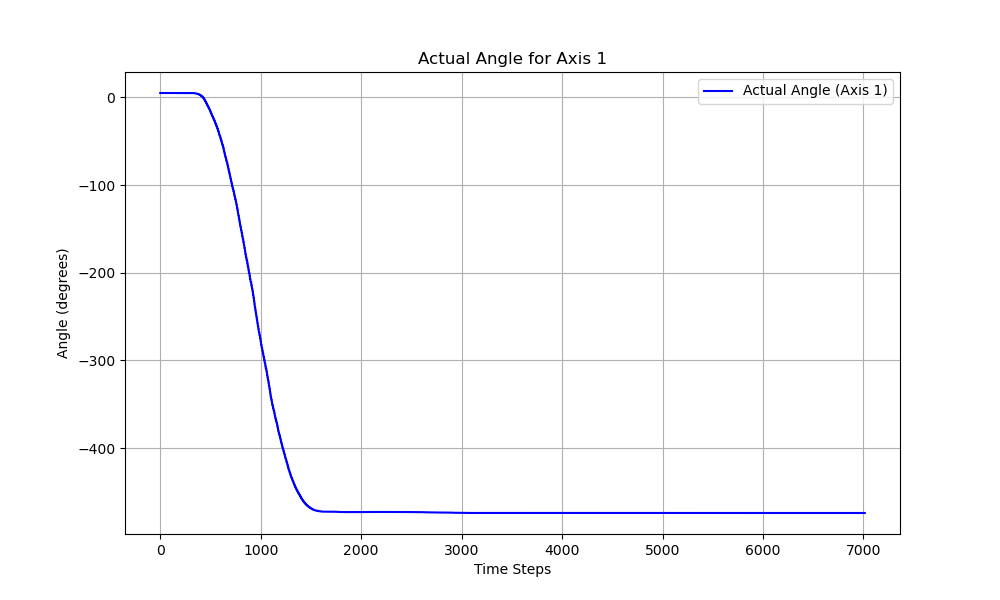 Actual Angle for Axis 1
Actual Angle (Axis 1)
0
−100
−200
−300
−400
Angle (degrees)
0 1000 2000 3000 4000 5000 6000 7000
Time Steps